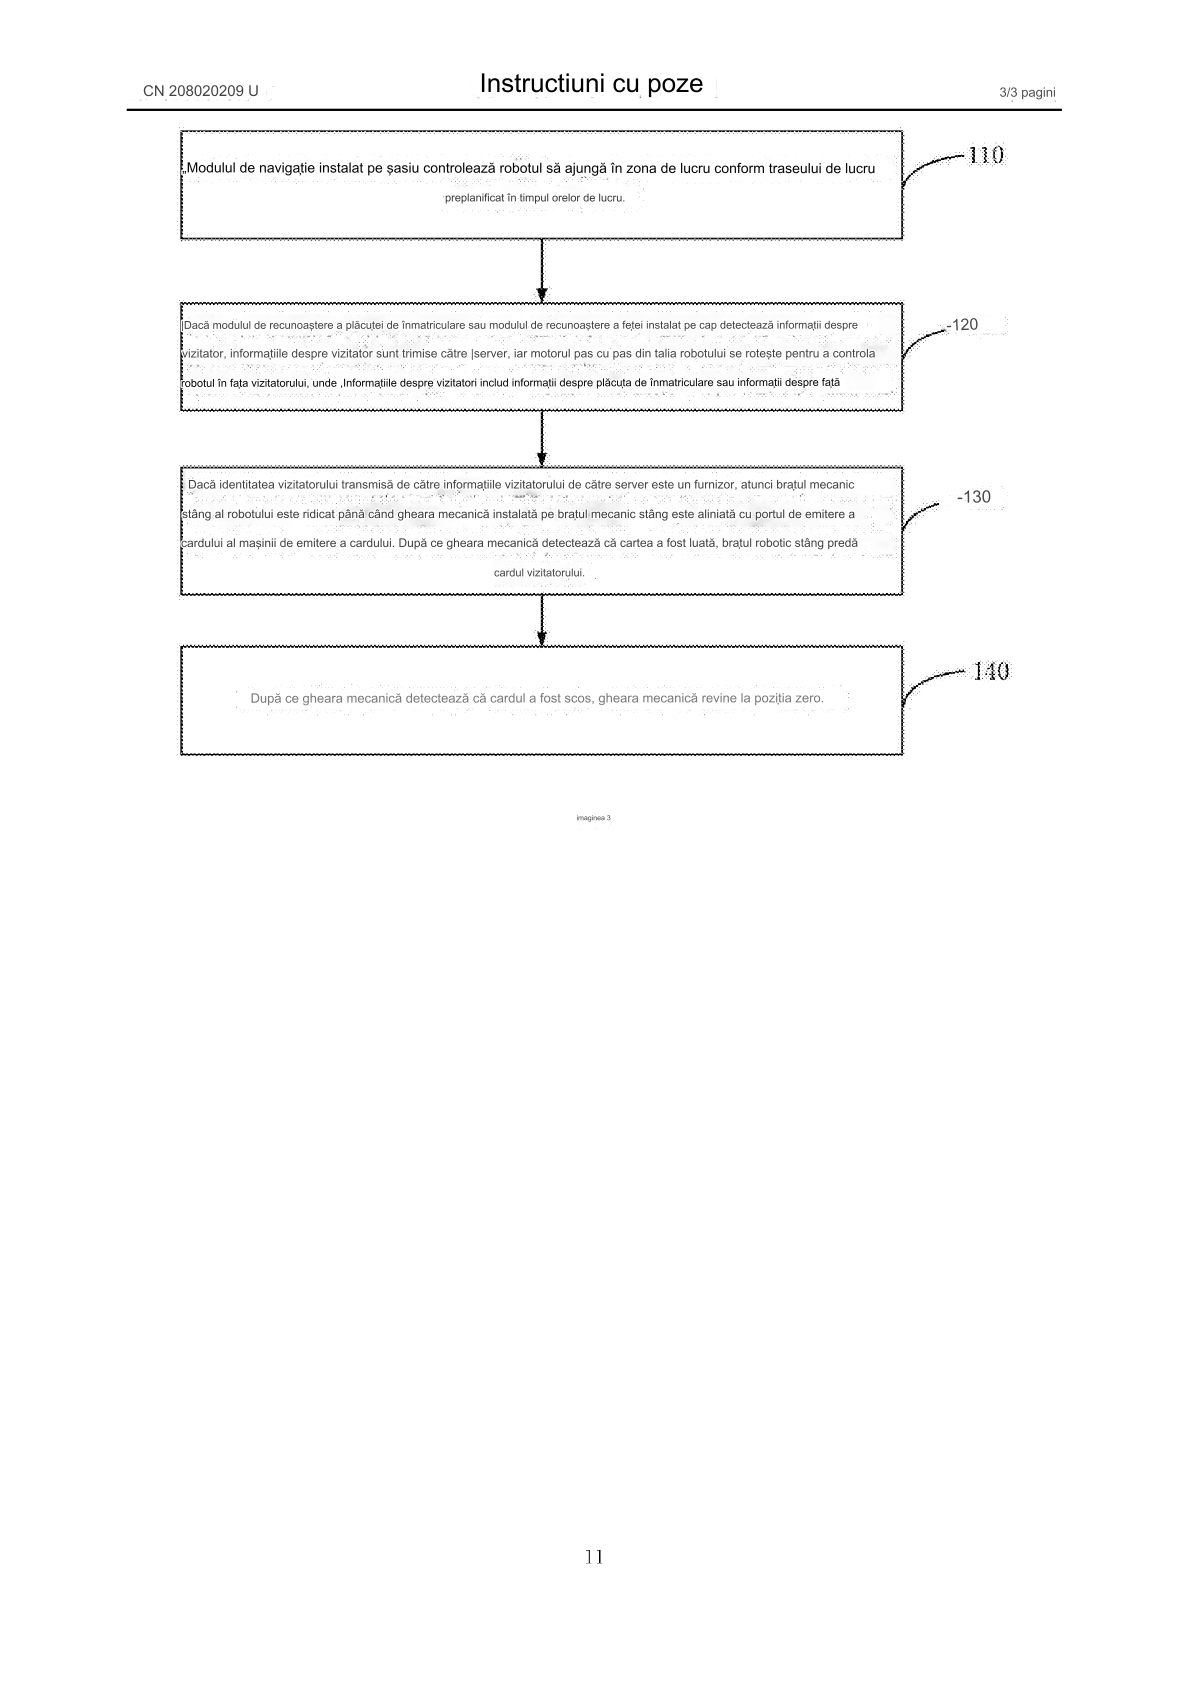 CN 208020209 U
Instructiuni cu poze
3/3 pagini
„Modulul de navigație instalat pe șasiu controlează robotul să ajungă în zona de lucru conform traseului de lucru
preplanificat în timpul orelor de lucru.
110
|Dacă modulul de recunoaștere a plăcuței de înmatriculare sau modulul de recunoaștere a feței instalat pe cap detectează informații despre
vizitator, informațiile despre vizitator sunt trimise către |server, iar motorul pas cu pas din talia robotului se rotește pentru a controla
robotul în fața vizitatorului, unde ,Informațiile despre vizitatori includ informații despre plăcuța de înmatriculare sau informații despre față
-120
Dacă identitatea vizitatorului transmisă de către informațiile vizitatorului de către server este un furnizor, atunci brațul mecanic
stâng al robotului este ridicat până când gheara mecanică instalată pe brațul mecanic stâng este aliniată cu portul de emitere a
cardului al mașinii de emitere a cardului. După ce gheara mecanică detectează că cartea a fost luată, brațul robotic stâng predă
cardul vizitatorului.
-130
După ce gheara mecanică detectează că cardul a fost scos, gheara mecanică revine la poziția zero.
140
imaginea 3
11